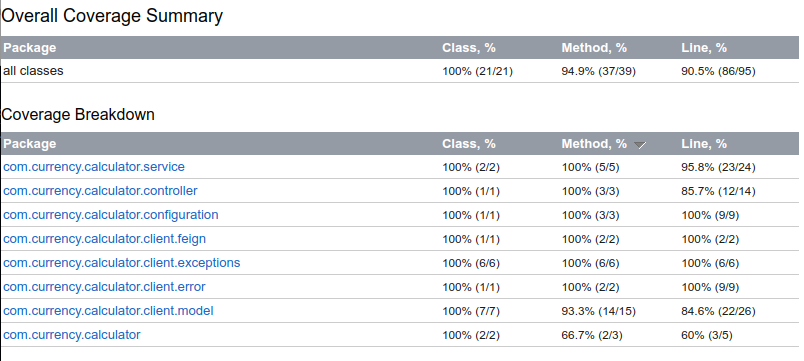 Overall Coverage Summary
Package Class, % Method, % Line, %
all classes 100% (21/21) 94.9% (37/39) 90.5% (86/95)
Coverage Breakdown
Package Class, % Method, % Line, %
com.currency.calculator.service 100% (2/2) 100% (5/5) 95.8% (23/24)
com.currency.calculator.controller 100% (1/1) 100% (3/3) 85.7% (12/14)
com.currency.calculator.configuration 100% (1/1) 100% (3/3) 100% (9/9)
com.currency.calculator.client.feign 100% (1/1) 100% (2/2) 100% (2/2)
com.currency.calculator.client.exceptions 100% (6/6) 100% (6/6) 100% (6/6)
com.currency.calculator.client.error 100% (1/1) 100% (2/2) 100% (9/9)
com.currency.calculator.client.model 100% (7/7) 93.3% (14/15) 84.6% (22/26)
com.currency.calculator 100% (2/2) 66.7% (2/3) 60% (3/5)